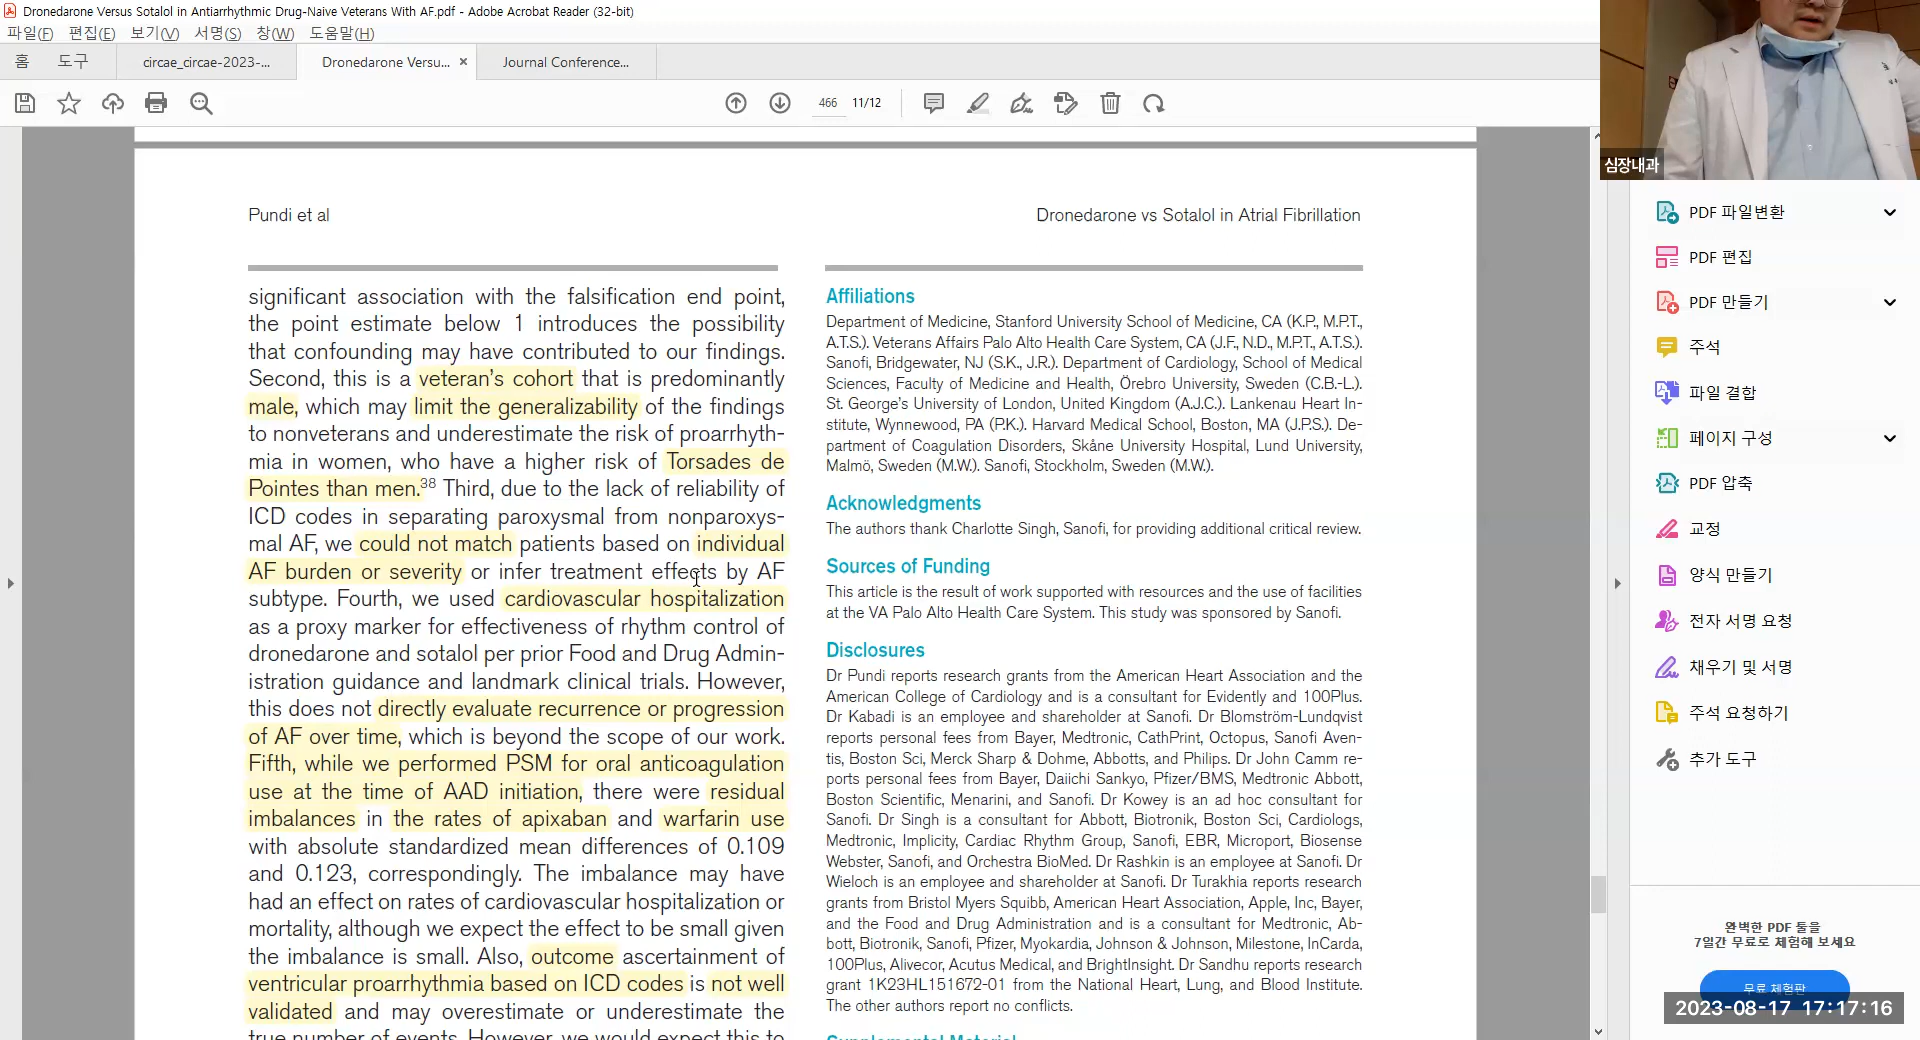 Dronedarone Versus Sotalol in Antiarrhythmic Drug-Naive Veterans With AF.pdf - Adobe Acrobat Reader (32-bit)
파일(F) 편집(E) 보기(V) 서명(S) 창(W) 도움말(H)
홈 도구 circae_circae-2023-... Dronedarone Versu... × Journal Conference...
466 11/12
심장내과
Pundi et al
Dronedarone vs Sotalol in Atrial Fibrillation
significant association with the falsification end point,
the point estimate below 1 introduces the possibility
that confounding may have contributed to our findings.
Second, this is a veteran's cohort that is predominantly
male, which may limit the generalizability of the findings
to nonveterans and underestimate the risk of proarrhyth-
mia in women, who have a higher risk of Torsades de
Pointes than men.38 Third, due to the lack of reliability of
ICD codes in separating paroxysmal from nonparoxys-
mal AF, we could not match patients based on individual
AF burden or severity or infer treatment effects by AF
subtype. Fourth, we used cardiovascular hospitalization
as a proxy marker for effectiveness of rhythm control of
dronedarone and sotalol per prior Food and Drug Admin-
istration guidance and landmark clinical trials. However,
this does not directly evaluate recurrence or progression
of AF over time, which is beyond the scope of our work.
Fifth, while we performed PSM for oral anticoagulation
use at the time of AAD initiation, there were residual
imbalances in the rates of apixaban and warfarin use
with absolute standardized mean differences of 0.109
and 0.123, correspondingly. The imbalance may have
had an effect on rates of cardiovascular hospitalization or
mortality, although we expect the effect to be small given
the imbalance is small. Also, outcome ascertainment of
ventricular proarrhythmia based on ICD codes is not well
validated and may overestimate or underestimate the
true number of events. However, we would expect this to
Affiliations
Department of Medicine, Stanford University School of Medicine, CA (K.P., M.P.T.,
A.T.S.). Veterans Affairs Palo Alto Health Care System, CA (J.F., N.D., M.P.T., A.T.S.).
Sanofi, Bridgewater, NJ (S.K., J.R.). Department of Cardiology, School of Medical
Sciences, Faculty of Medicine and Health, Örebro University, Sweden (C.B.-L.).
St. George's University of London, United Kingdom (A.J.C.). Lankenau Heart In-
stitute, Wynnewood, PA (P.K.). Harvard Medical School, Boston, MA (J.P.S.). De-
partment of Coagulation Disorders, Skåne University Hospital, Lund University,
Malmö, Sweden (M.W.). Sanofi, Stockholm, Sweden (M.W.).
Acknowledgments
The authors thank Charlotte Singh, Sanofi, for providing additional critical review.
Sources of Funding
This article is the result of work supported with resources and the use of facilities
at the VA Palo Alto Health Care System. This study was sponsored by Sanofi.
Disclosures
Dr Pundi reports research grants from the American Heart Association and the
American College of Cardiology and is a consultant for Evidently and 100Plus.
Dr Kabadi is an employee and shareholder at Sanofi. Dr Blomström-Lundqvist
reports personal fees from Bayer, Medtronic, CathPrint, Octopus, Sanofi Aven-
tis, Boston Sci, Merck Sharp & Dohme, Abbotts, and Philips. Dr John Camm re-
ports personal fees from Bayer, Daiichi Sankyo, Pfizer/BMS, Medtronic Abbott,
Boston Scientific, Menarini, and Sanofi. Dr Kowey is an ad hoc consultant for
Sanofi. Dr Singh is a consultant for Abbott, Biotronik, Boston Sci, Cardiologs,
Medtronic, Implicity, Cardiac Rhythm Group, Sanofi, EBR, Microport, Biosense
Webster, Sanofi, and Orchestra BioMed. Dr Rashkin is an employee at Sanofi. Dr
Wieloch is an employee and shareholder at Sanofi. Dr Turakhia reports research
grants from Bristol Myers Squibb, American Heart Association, Apple, Inc, Bayer,
and the Food and Drug Administration and is a consultant for Medtronic, Ab-
bott, Biotronik, Sanofi, Pfizer, Myokardia, Johnson & Johnson, Milestone, InCarda,
100Plus, Alivecor, Acutus Medical, and BrightInsight. Dr Sandhu reports research
grant 1K23HL151672-01 from the National Heart, Lung, and Blood Institute.
The other authors report no conflicts.
Supplemental Material
PDF 파일변환
PDF 편집
PDF 만들기
주석
파일 결합
페이지 구성
PDF 압축
교정
양식 만들기
전자 서명 요청
채우기 및 서명
주석 요청하기
추가 도구
완벽한 PDF 툴을
7일간 무료로 체험해 보세요
무료 체험판
2023-08-17 17:17:16